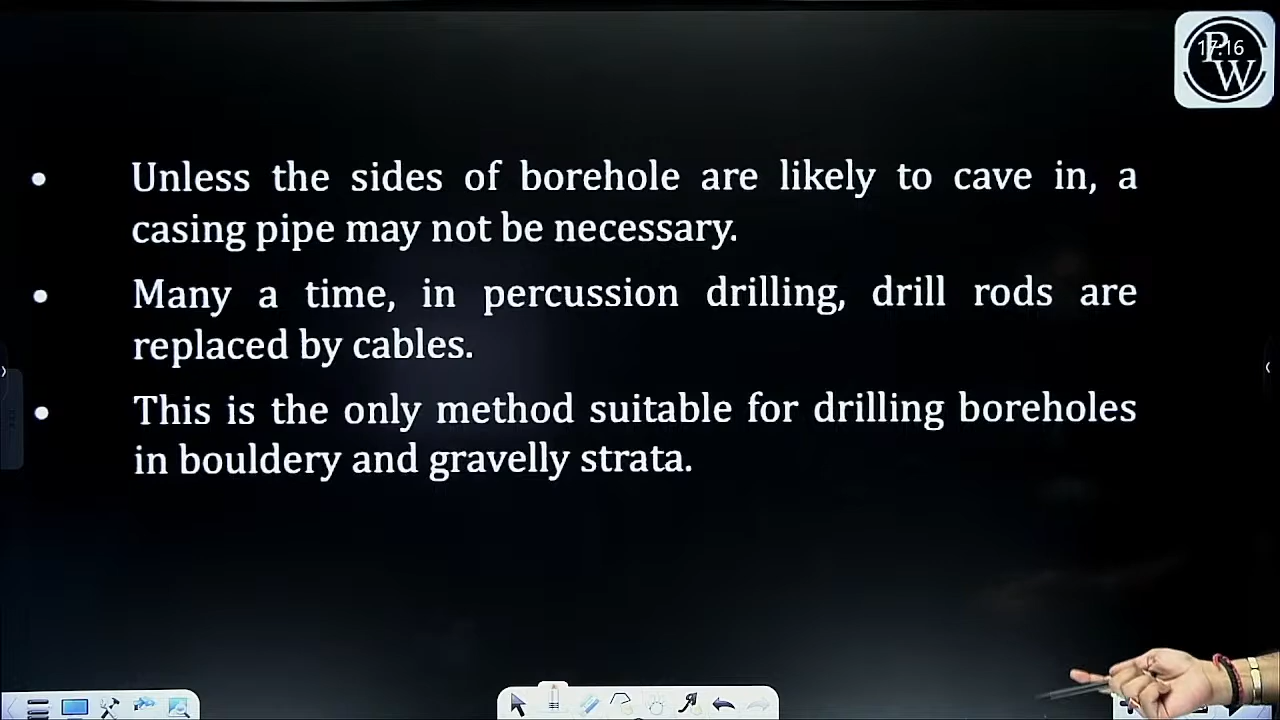 P
17:16
W
• Unless the sides of borehole are likely to cave in, a
casing pipe may not be necessary.
• Many a time, in percussion drilling, drill rods are
replaced by cables.
• This is the only method suitable for drilling boreholes
in bouldery and gravelly strata.